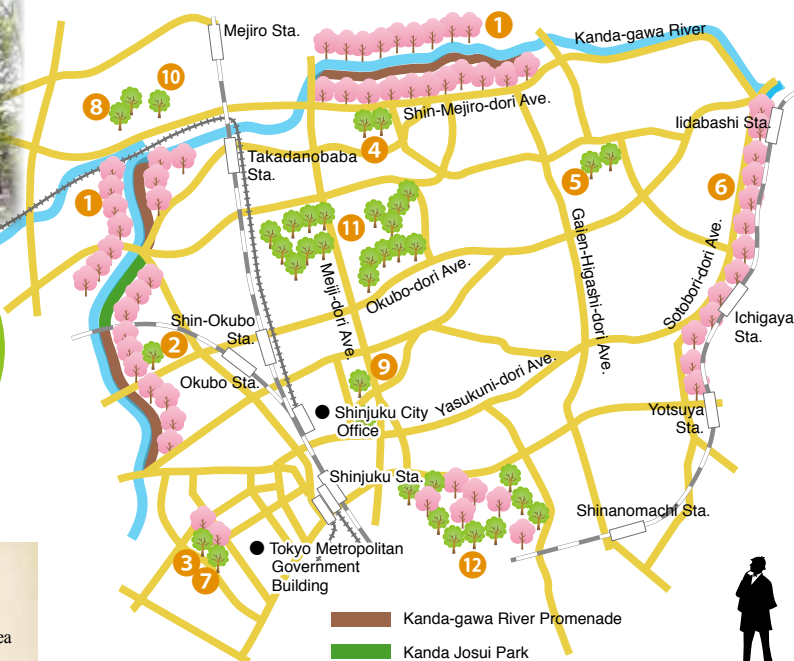 Mejiro Sta.
1
Kanda-gawa River
10
8
Shin-Mejiro-dori Ave.
Iidabashi Sta.
4
Takadanobaba
Sta.
5
6
1
11
Gaien-Higashi-dori Ave.
Sotobori-dori Ave.
Meiji-dori Ave.
Okubo-dori Ave.
Shin-Okubo
Sta.
Ichigaya
Sta.
2
Okubo Sta.
9
Yasukuni-dori Ave.
Shinjuku City
Office
Yotsuya
Sta.
Shinjuku Sta.
Shinanomachi Sta.
3
7
Tokyo Metropolitan
Government
Building
12
Kanda-gawa River Promenade
ea
Kanda Josui Park